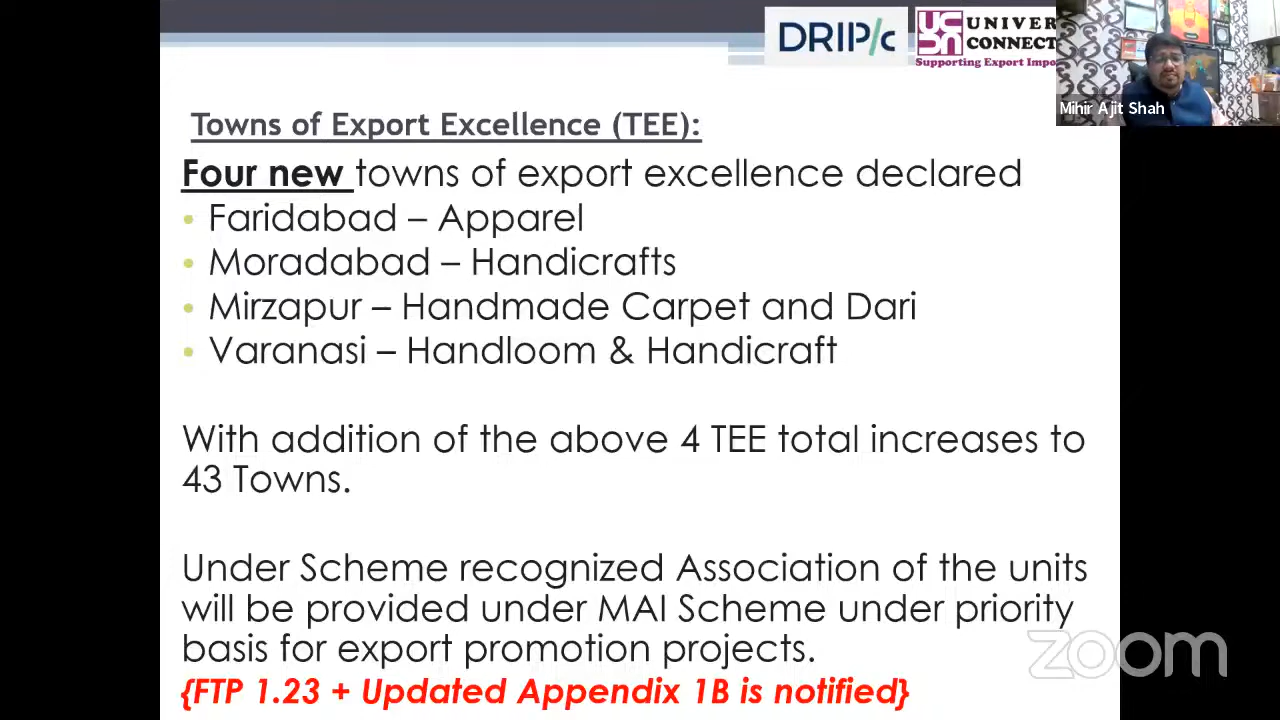 DRIP/c
UNIVER
CONNECT
Supporting Export Impo
Mihir Ajit Shah
Towns of Export Excellence (TEE):
Four new towns of export excellence declared
• Faridabad – Apparel
• Moradabad – Handicrafts
• Mirzapur – Handmade Carpet and Dari
• Varanasi – Handloom & Handicraft
With addition of the above 4 TEE total increases to
43 Towns.
Under Scheme recognized Association of the units
will be provided under MAI Scheme under priority
basis for export promotion projects.
zoom
{FTP 1.23 + Updated Appendix 1B is notified}